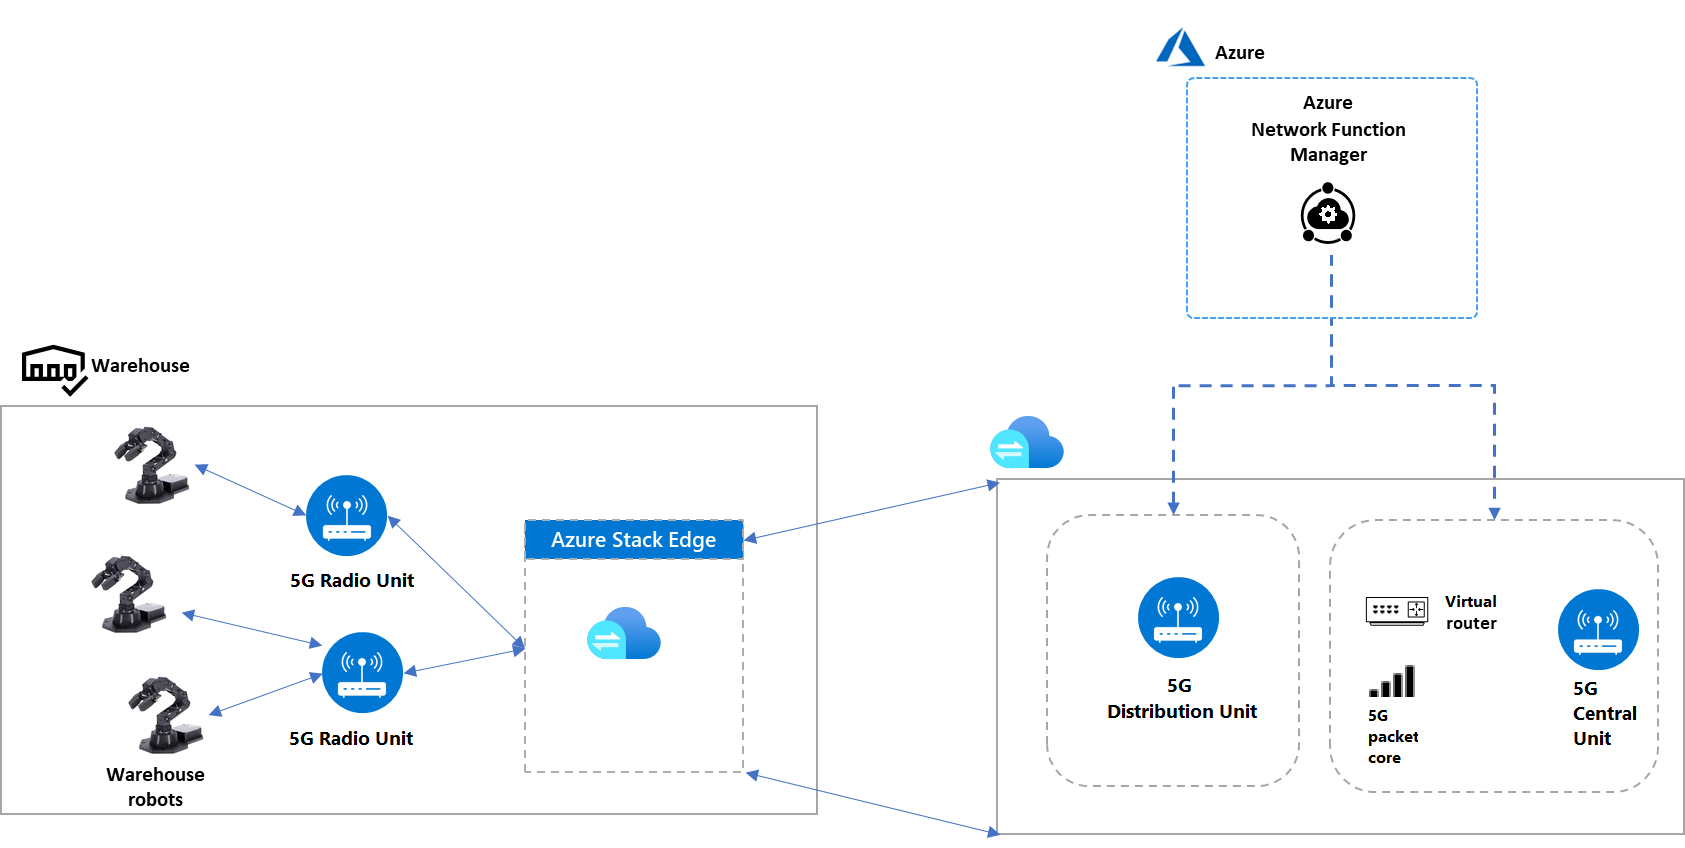 Azure
Azure
Network Function
Manager
Warehouse
5G Radio Unit
5G Radio Unit
Warehouse
robots
Azure Stack Edge
5G
Distribution Unit
Virtual
router
5G
packet
core
5G
Central
Unit